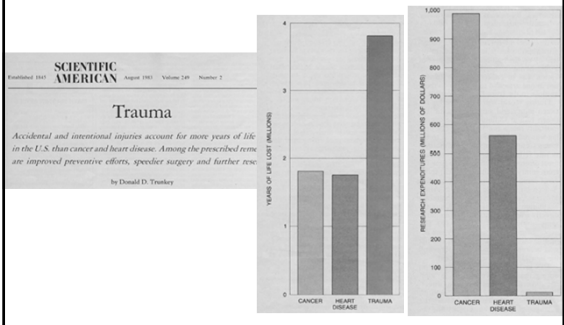 SCIENTIFIC
Established 1845 AMERICAN August 1983 Volume 249 Number 2
Trauma
Accidental and intentional injuries account for more years of life
in the U.S. than cancer and heart disease. Among the prescribed reme
are improved preventive efforts, speedier surgery and further rese
by Donald D. Trunkey
YEARS OF LIFE LOST (MILLIONS)
4
3
2
1
0
CANCER HEART DISEASE TRAUMA
RESEARCH EXPENDITURES (MILLIONS OF DOLLARS)
1,000
900
800
700
600
500
400
300
200
100
0
CANCER HEART DISEASE TRAUMA